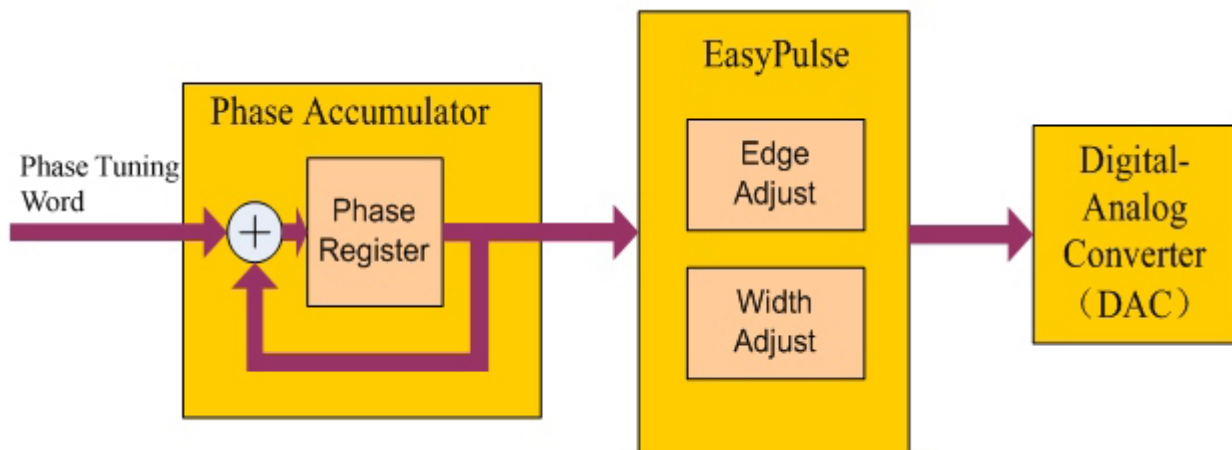 Phase Tuning
Word
Phase Accumulator
+
Phase
Register
EasyPulse
Edge
Adjust
Width
Adjust
Digital-
Analog
Converter
（DAC）